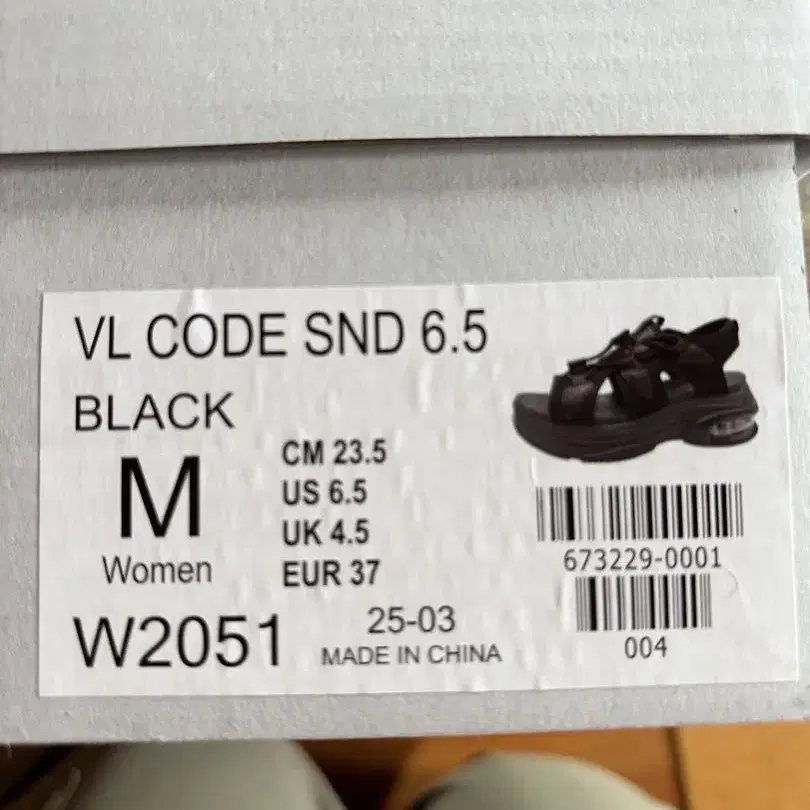 VL CODE SND 6.5
BLACK
M
Women
CM 23.5
US 6.5
UK 4.5
EUR 37
W2051
25-03
MADE IN CHINA
673229-0001
004